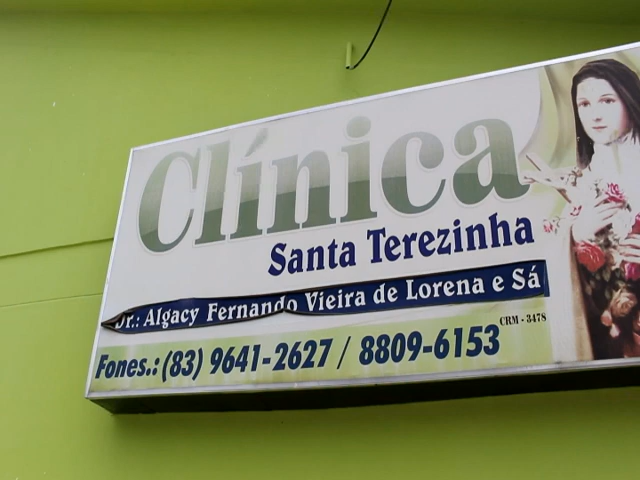 Clínica
Santa Terezinha
Dr.: Algacy Fernando Vieira de Lorena e Sá
CRM - 3478
Fones.: (83) 9641-2627 / 8809-6153